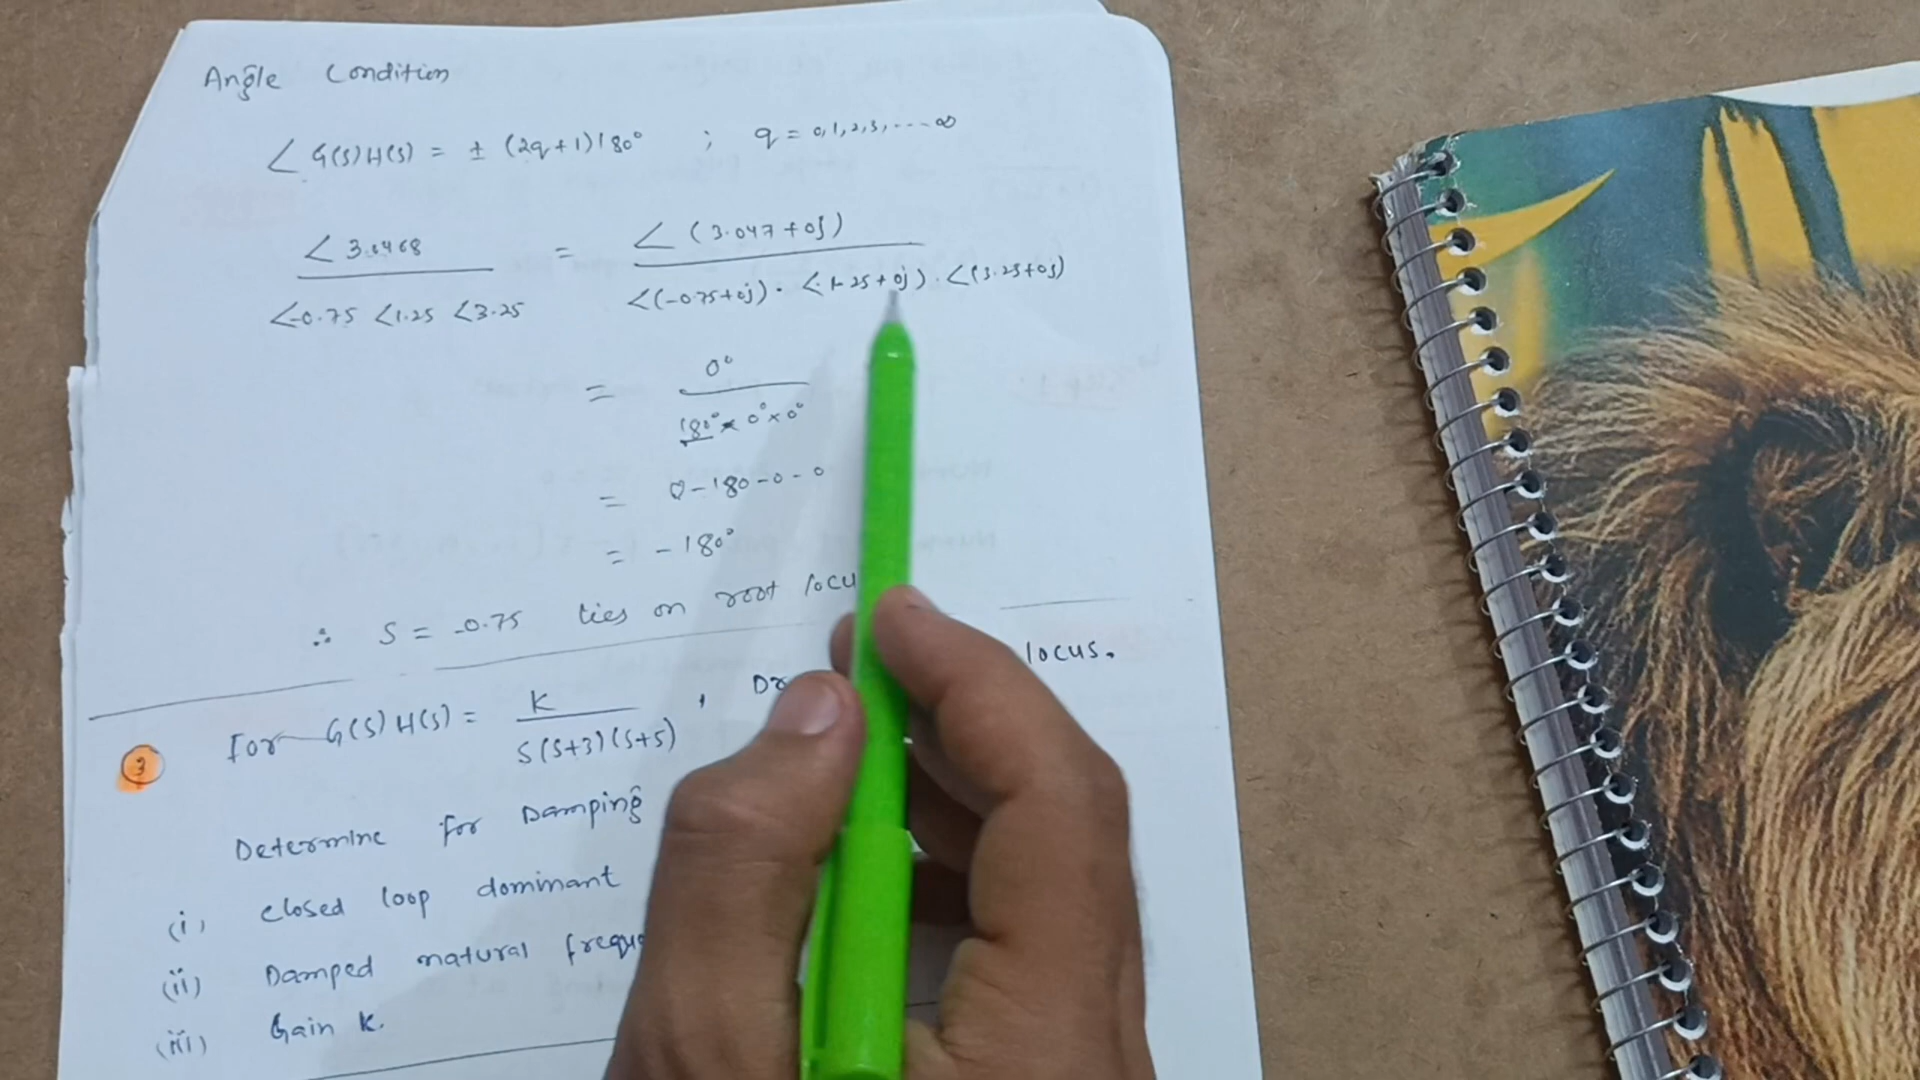 Angle Condition
∠ G(S)H(S) = ± (2q+1)180° ; q = 0,1,2,3,....∞
∠ 3.0468 / ∠-0.75 ∠1.25 ∠3.25 = ∠ (3.047+0j) / ∠(-0.75+0j) · ∠(1.25+0j) · ∠(3.25+0j)
= 0° / 180° × 0° × 0°
= 0-180-0-0
= -180°
∴ S = -0.75 lies on root locu
3 For G(S)H(S) = K / S(S+3)(S+5) , locus.
Determine for Damping
(i) Closed loop dominant
(ii) Damped natural
(iii) Gain K.